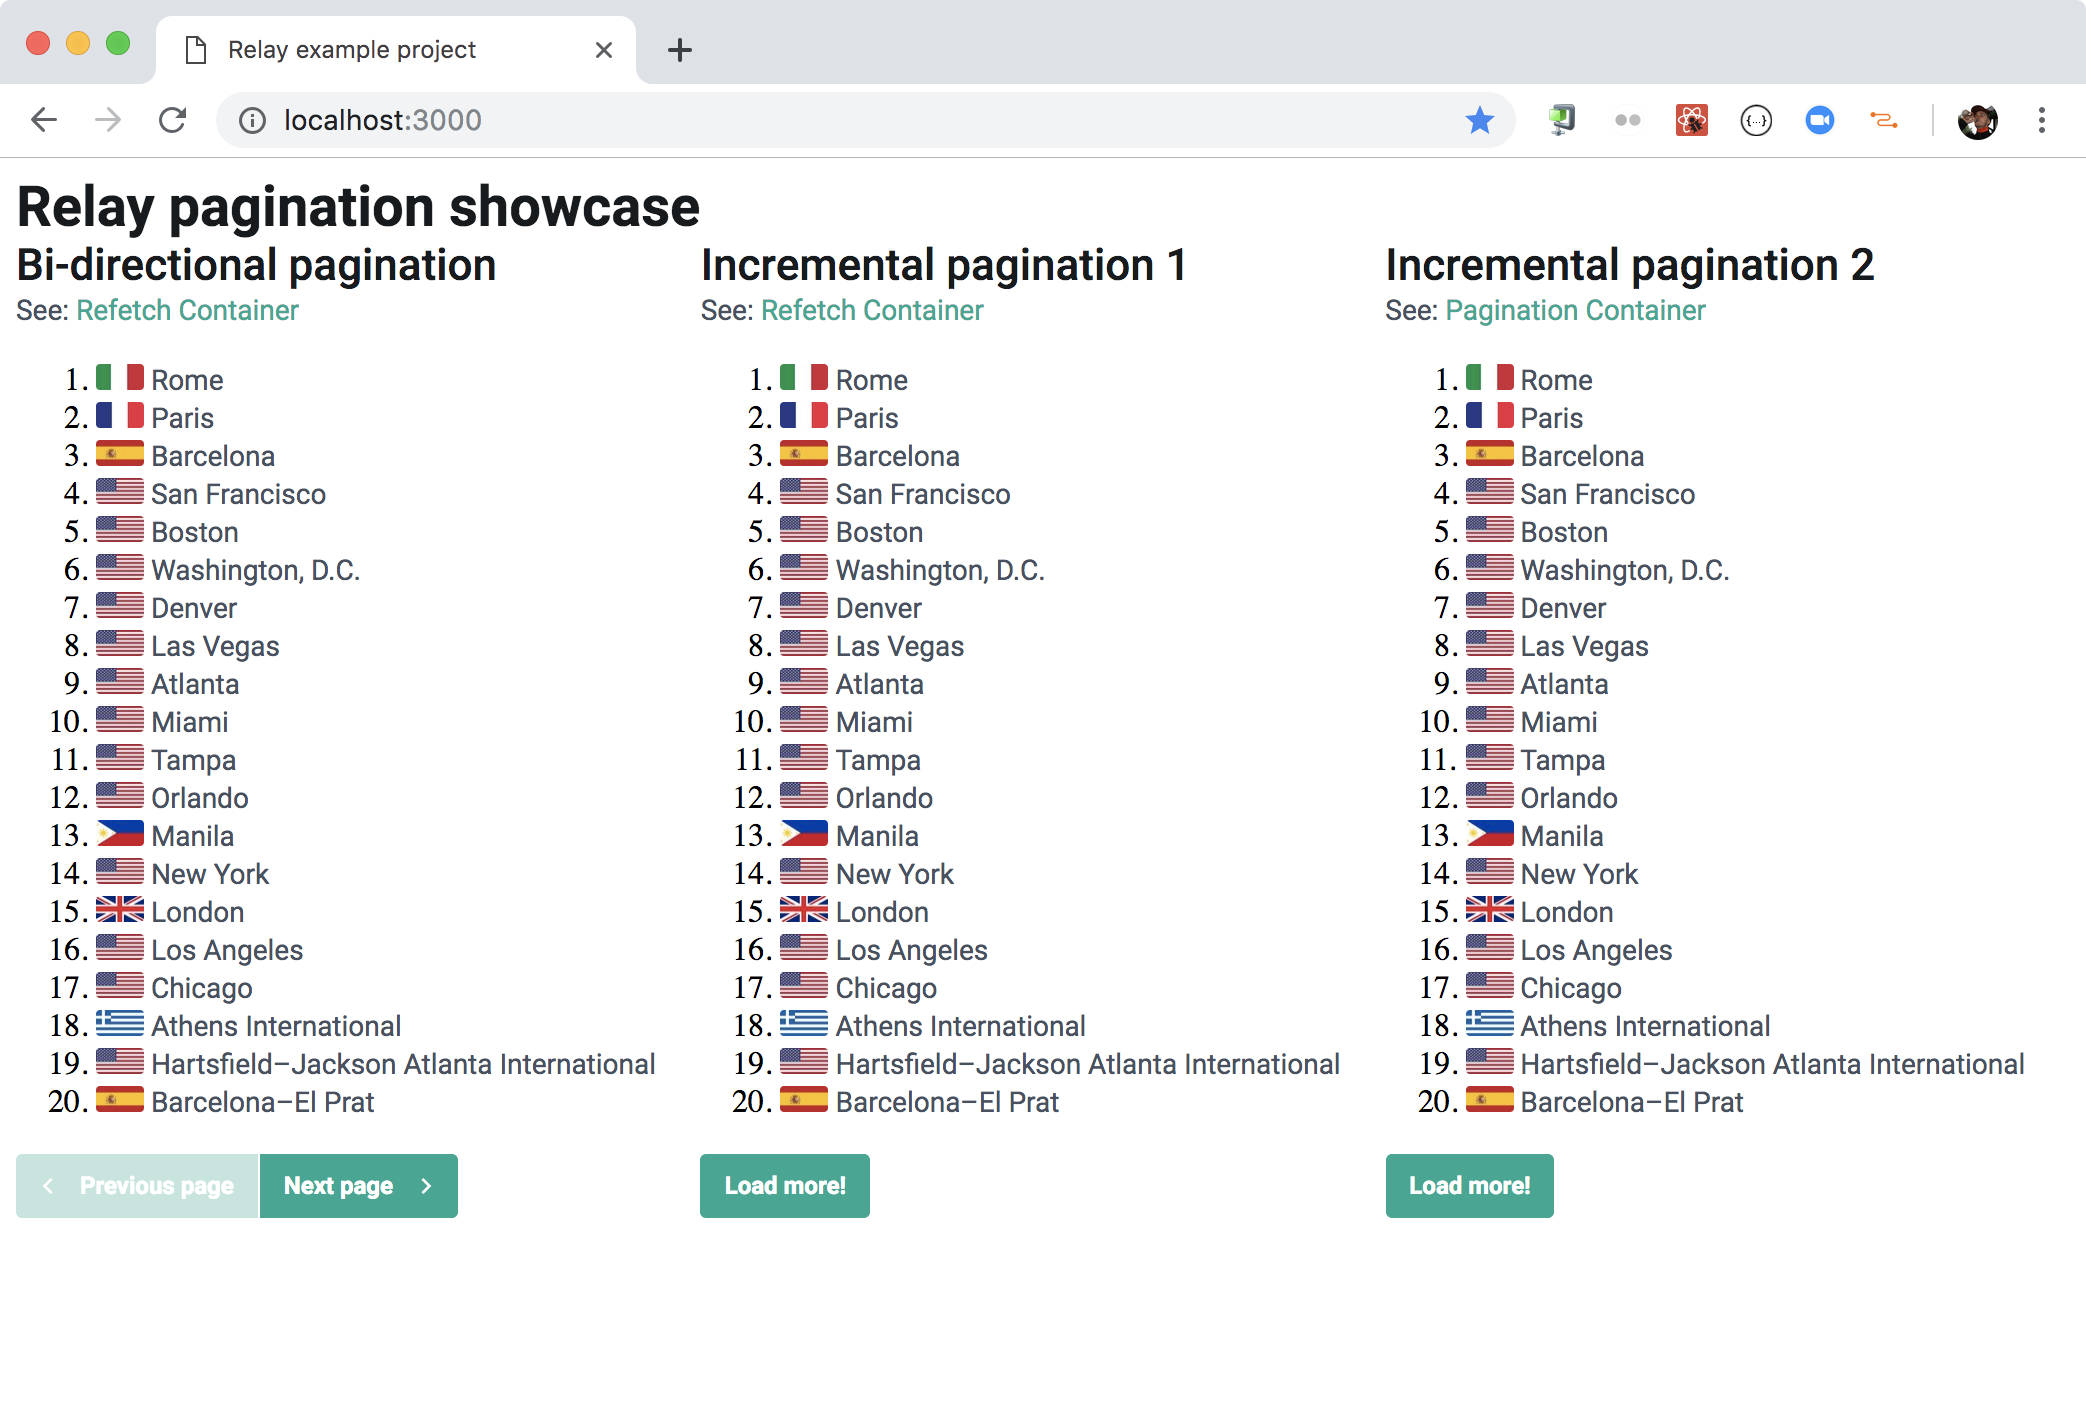 Relay example project
localhost:3000
{...}
Relay pagination showcase
Bi-directional pagination
See: Refetch Container
1. Rome
2. Paris
3. Barcelona
4. San Francisco
5. Boston
6. Washington, D.C.
7. Denver
8. Las Vegas
9. Atlanta
10. Miami
11. Tampa
12. Orlando
13. Manila
14. New York
15. London
16. Los Angeles
17. Chicago
18. Athens International
19. Hartsfield–Jackson Atlanta International
20. Barcelona–El Prat
Previous page
Next page
Incremental pagination 1
See: Refetch Container
1. Rome
2. Paris
3. Barcelona
4. San Francisco
5. Boston
6. Washington, D.C.
7. Denver
8. Las Vegas
9. Atlanta
10. Miami
11. Tampa
12. Orlando
13. Manila
14. New York
15. London
16. Los Angeles
17. Chicago
18. Athens International
19. Hartsfield–Jackson Atlanta International
20. Barcelona–El Prat
Load more!
Incremental pagination 2
See: Pagination Container
1. Rome
2. Paris
3. Barcelona
4. San Francisco
5. Boston
6. Washington, D.C.
7. Denver
8. Las Vegas
9. Atlanta
10. Miami
11. Tampa
12. Orlando
13. Manila
14. New York
15. London
16. Los Angeles
17. Chicago
18. Athens International
19. Hartsfield–Jackson Atlanta International
20. Barcelona–El Prat
Load more!